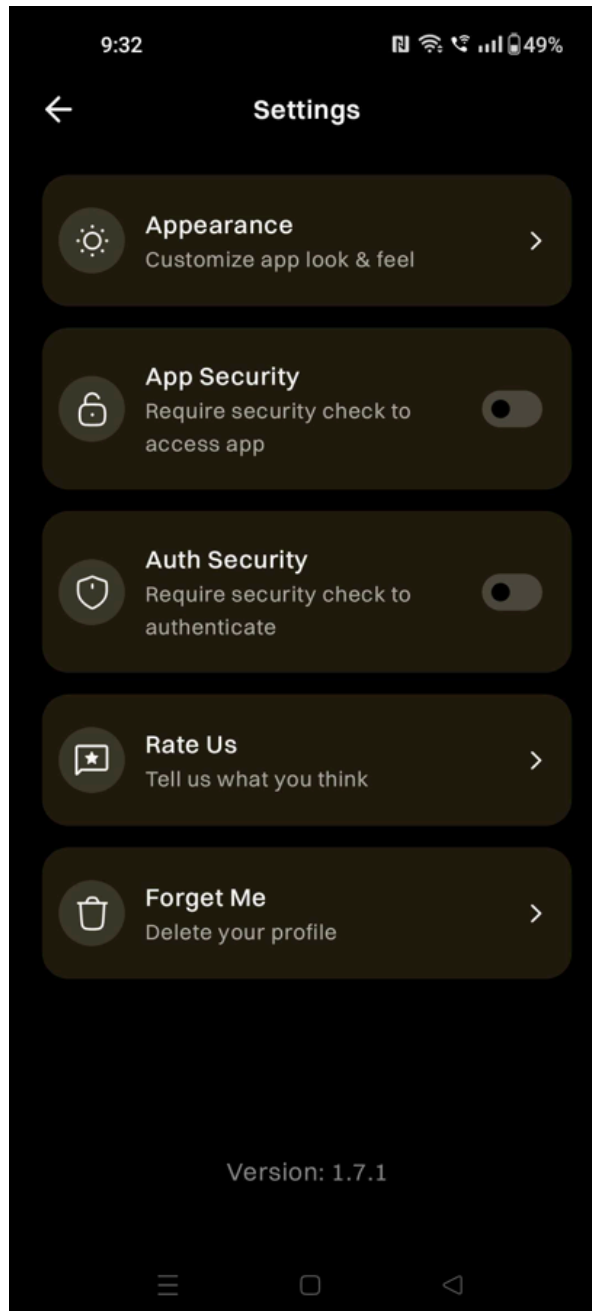 9:32
49%
Settings
Appearance
Customize app look & feel
App Security
Require security check to
access app
Auth Security
Require security check to
authenticate
Rate Us
Tell us what you think
Forget Me
Delete your profile
Version: 1.7.1